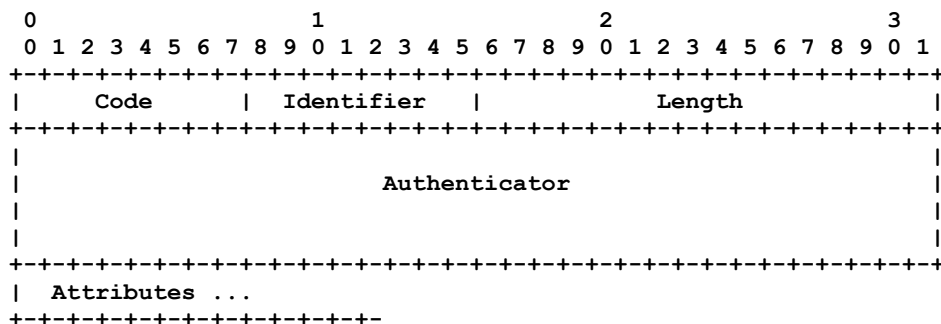 0                   1                   2                   3
 0 1 2 3 4 5 6 7 8 9 0 1 2 3 4 5 6 7 8 9 0 1 2 3 4 5 6 7 8 9 0 1
+-+-+-+-+-+-+-+-+-+-+-+-+-+-+-+-+-+-+-+-+-+-+-+-+-+-+-+-+-+-+-+-+
|     Code      |  Identifier   |            Length             |
+-+-+-+-+-+-+-+-+-+-+-+-+-+-+-+-+-+-+-+-+-+-+-+-+-+-+-+-+-+-+-+-+
|                                                               |
|                         Authenticator                         |
|                                                               |
|                                                               |
+-+-+-+-+-+-+-+-+-+-+-+-+-+-+-+-+-+-+-+-+-+-+-+-+-+-+-+-+-+-+-+-+
|  Attributes ...
+-+-+-+-+-+-+-+-+-+-+-+-+-